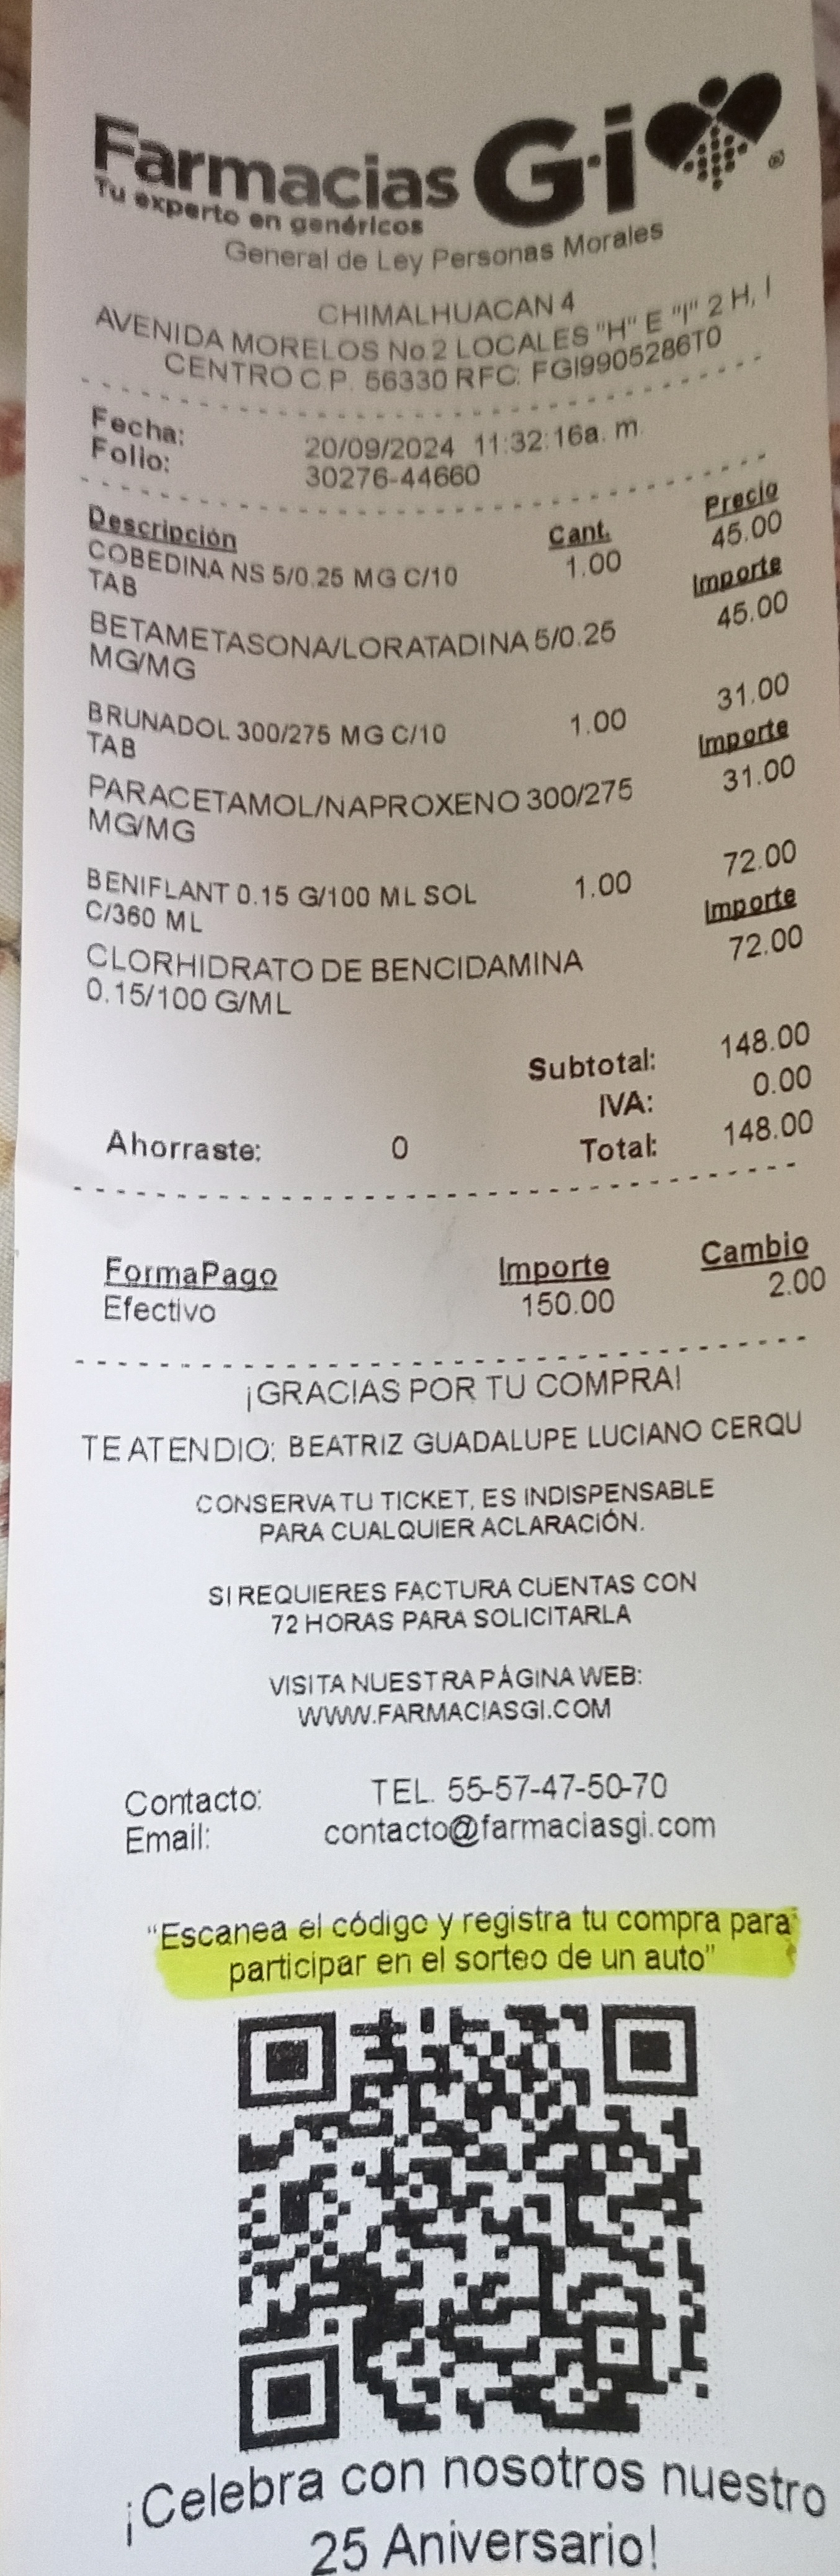 Farmacias G·i ®
Tu experto en genéricos
General de Ley Personas Morales
CHIMALHUACAN 4
AVENIDA MORELOS No.2 LOCALES "H" E "I" 2 H, I
CENTRO C.P. 56330 RFC: FGI9905286T0
Fecha: 20/09/2024 11:32:16a. m.
Folio: 30276-44660
Descripción Cant. Precio
COBEDINA NS 5/0.25 MG C/10 1.00 45.00
TAB Importe
BETAMETASONA/LORATADINA 5/0.25 45.00
MG/MG
BRUNADOL 300/275 MG C/10 1.00 31.00
TAB Importe
PARACETAMOL/NAPROXENO 300/275 31.00
MG/MG
BENIFLANT 0.15 G/100 ML SOL 1.00 72.00
C/360 ML Importe
CLORHIDRATO DE BENCIDAMINA 72.00
0.15/100 G/ML
Subtotal: 148.00
IVA: 0.00
Ahorraste: 0 Total: 148.00
FormaPago Importe Cambio
Efectivo 150.00 2.00
¡GRACIAS POR TU COMPRA!
TE ATENDIO: BEATRIZ GUADALUPE LUCIANO CERQU
CONSERVA TU TICKET, ES INDISPENSABLE
PARA CUALQUIER ACLARACIÓN.
SI REQUIERES FACTURA CUENTAS CON
72 HORAS PARA SOLICITARLA
VISITA NUESTRA PÁGINA WEB:
WWW.FARMACIASGI.COM
Contacto: TEL. 55-57-47-50-70
Email: contacto@farmaciasgi.com
"Escanea el código y registra tu compra para
participar en el sorteo de un auto"
¡Celebra con nosotros nuestro
25 Aniversario!